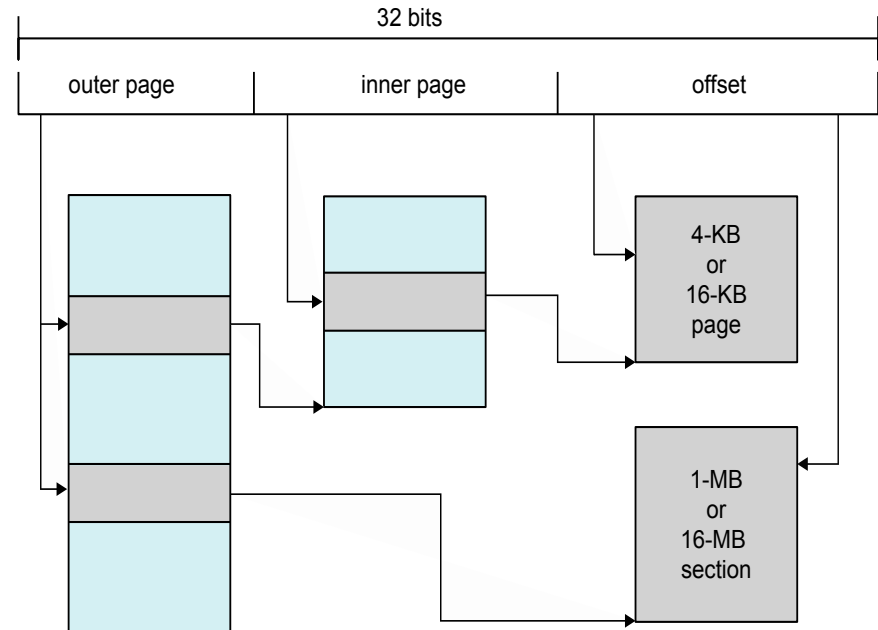 32 bits
outer page
inner page
offset
4-KB
or
16-KB
page
1-MB
or
16-MB
section